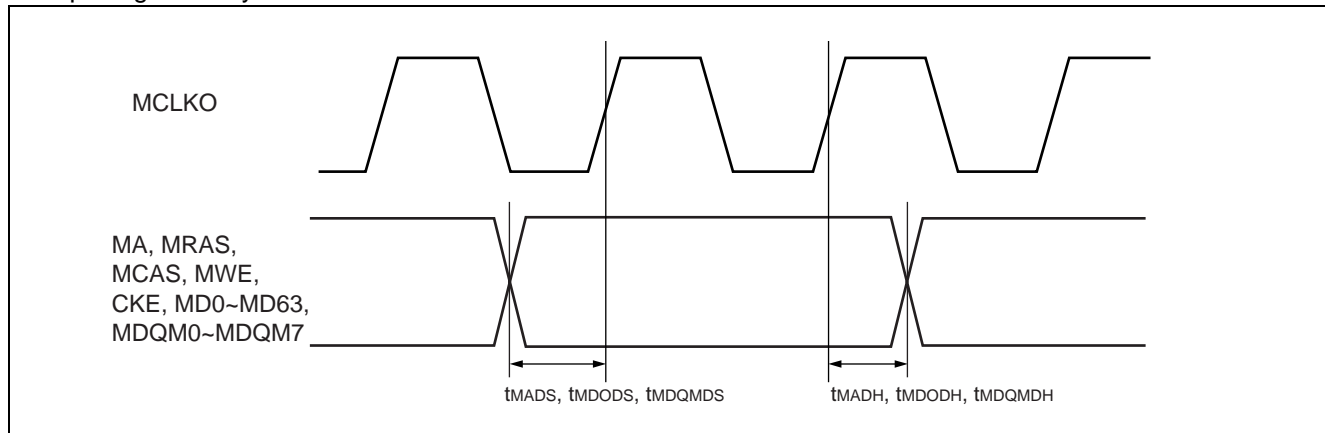 MCLKO
MA, MRAS,
MCAS, MWE,
CKE, MD0~MD63,
MDQM0~MDQM7
tMADS, tMDODS, tMDQMDS
tMADH, tMDODH, tMDQMDH